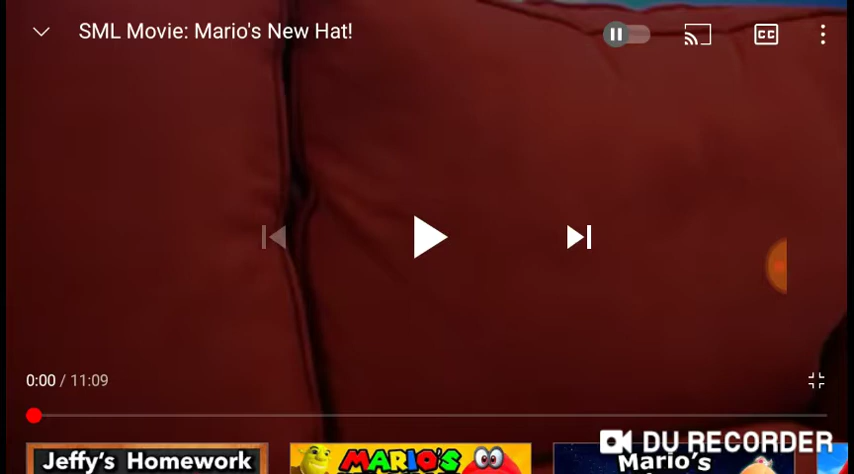 SML Movie: Mario's New Hat!
CC
0:00 / 11:09
DU RECORDER
Jeffy's Homework
MARIO'S
Mario's